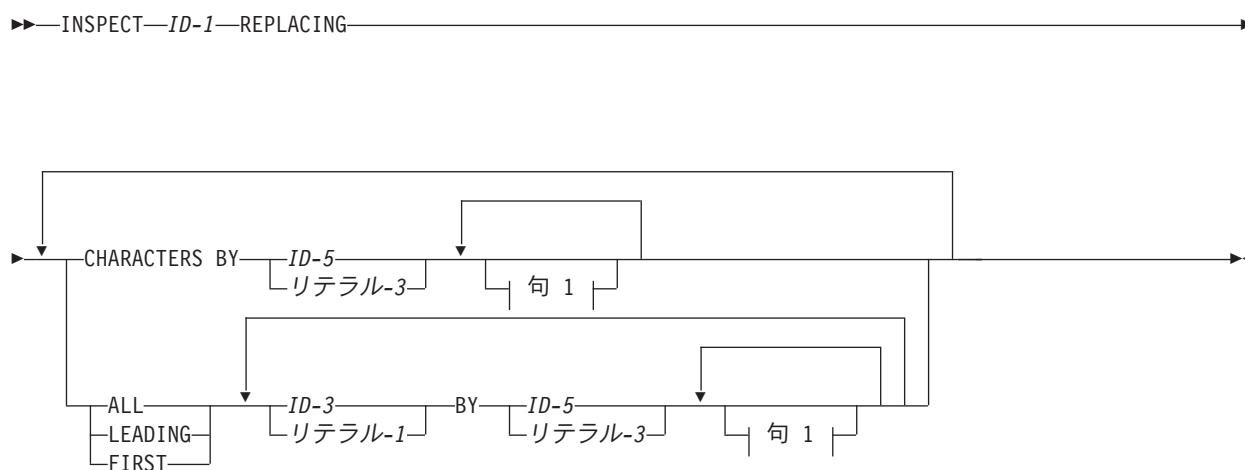 INSPECT ID-1 REPLACING
CHARACTERS BY ID-5
リテラル-3
句 1
ALL ID-3 BY ID-5
LEADING リテラル-1 リテラル-3
句 1
FIRST